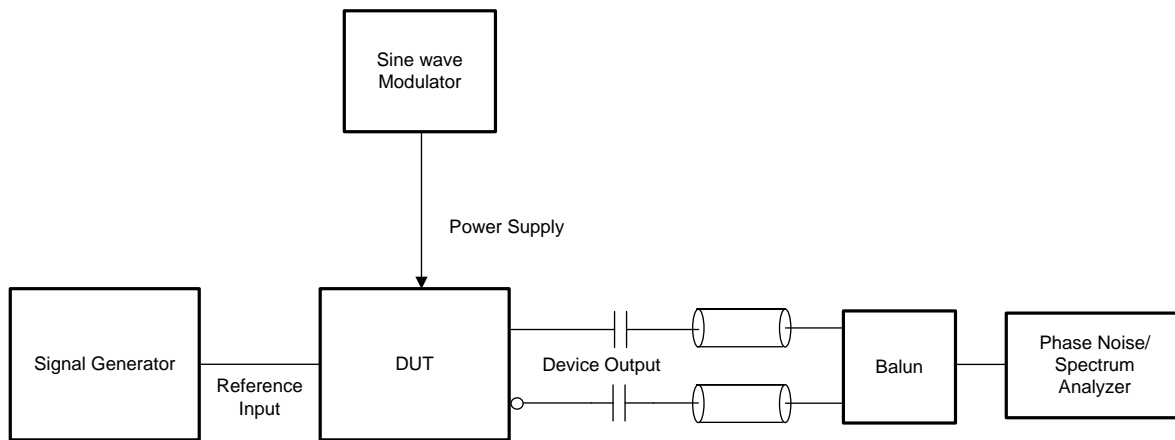 Sine wave
Modulator
Power Supply
Signal Generator
Reference
Input
DUT
Device Output
Balun
Phase Noise/
Spectrum
Analyzer